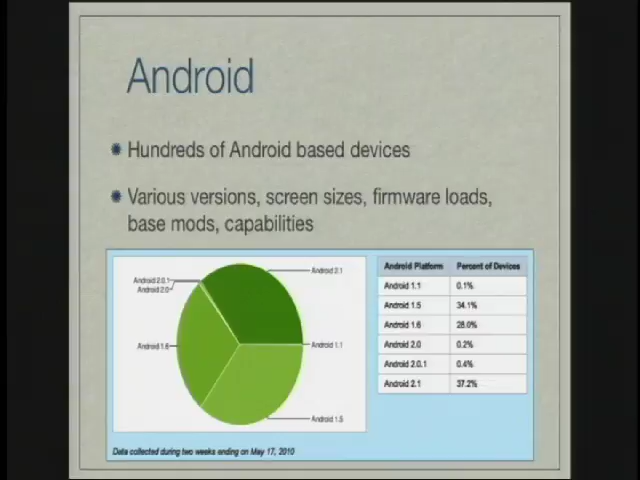 Android
Hundreds of Android based devices
Various versions, screen sizes, firmware loads,
base mods, capabilities
Android 2.1
Android 2.0.1
Android 2.0
Android 1.6
Android 1.1
Android 1.5
Android Platform Percent of Devices
Android 1.1 0.1%
Android 1.5 34.1%
Android 1.6 28.0%
Android 2.0 0.2%
Android 2.0.1 0.4%
Android 2.1 37.2%
Data collected during two weeks ending on May 17, 2010